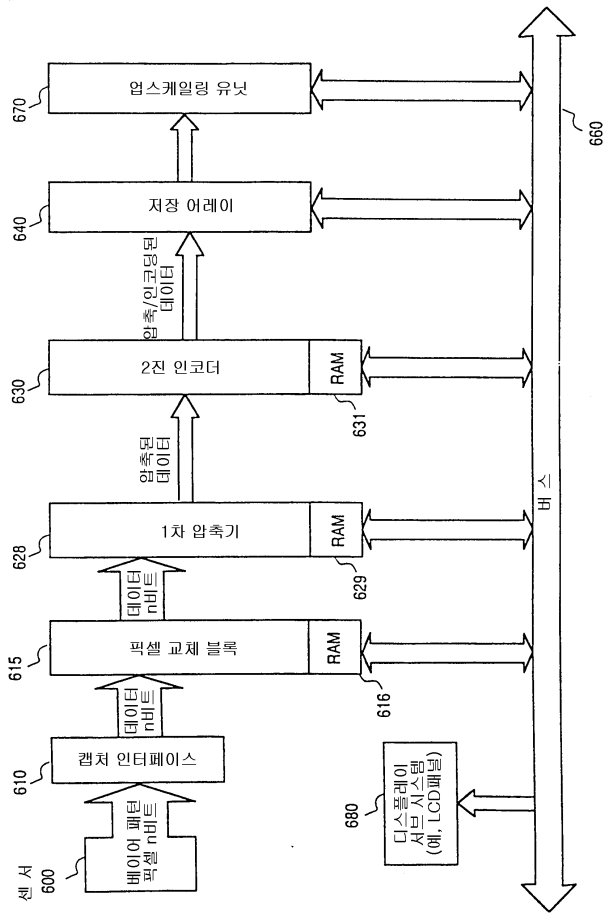 센서
600
베이어 패턴
픽셀 n비트
610
캡처 인터페이스
데이터
n비트
615
픽셀 교체 블록
RAM
616
데이터
n비트
628
1차 압축기
RAM
629
압축된
데이터
630
2진 인코더
RAM
631
압축/인코딩된
데이터
640
저장 어레이
670
업스케일링 유닛
680
디스플레이
서브 시스템
(예, LCD패널)
버스
660